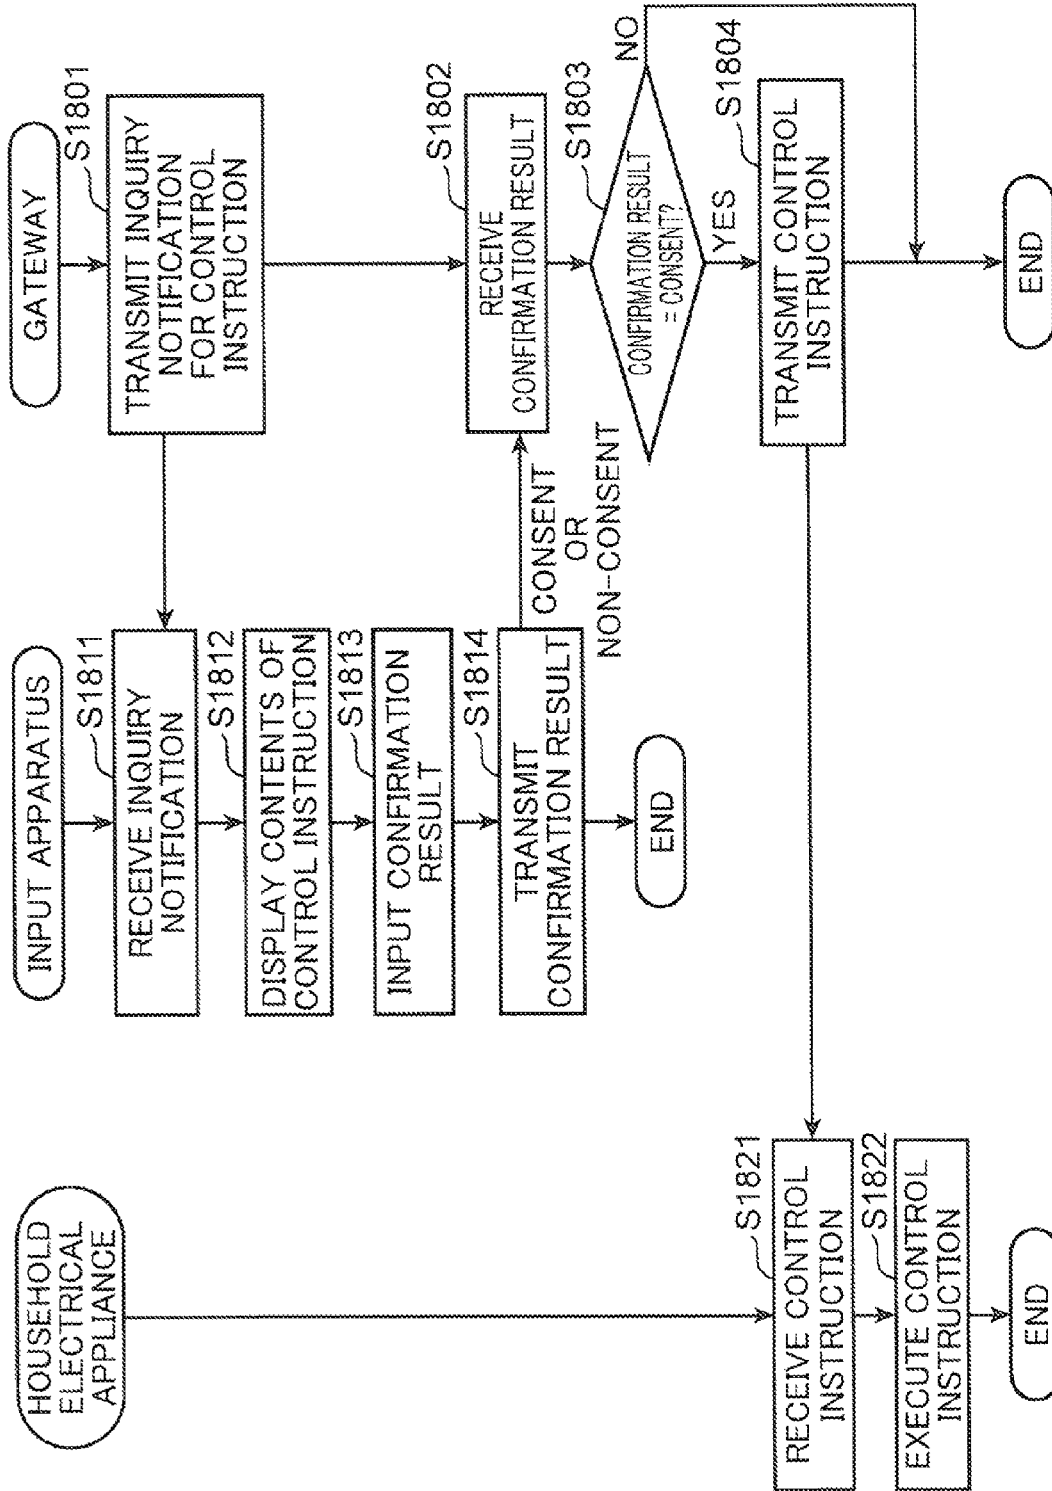 HOUSEHOLD
ELECTRICAL
APPLIANCE
S1821
RECEIVE CONTROL
INSTRUCTION
S1822
EXECUTE CONTROL
INSTRUCTION
END
INPUT APPARATUS
S1811
RECEIVE INQUIRY
NOTIFICATION
S1812
DISPLAY CONTENTS OF
CONTROL INSTRUCTION
S1813
INPUT CONFIRMATION
RESULT
S1814
TRANSMIT
CONFIRMATION RESULT
CONSENT
OR
NON-CONSENT
END
GATEWAY
S1801
TRANSMIT INQUIRY
NOTIFICATION
FOR CONTROL
INSTRUCTION
S1802
RECEIVE
CONFIRMATION RESULT
S1803
CONFIRMATION RESULT
= CONSENT?
NO
YES
S1804
TRANSMIT CONTROL
INSTRUCTION
END